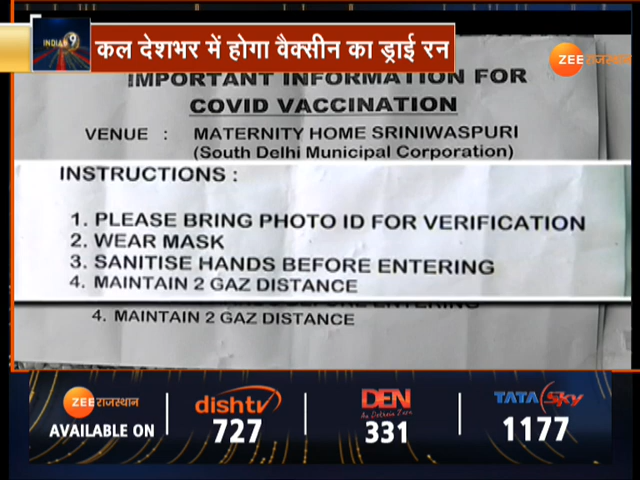 INDIA 9
कल देशभर में होगा वैक्सीन का ड्राई रन
ZEE राजस्थान
IMPORTANT INFORMATION FOR
COVID VACCINATION
VENUE : MATERNITY HOME SRINIWASPURI
(South Delhi Municipal Corporation)
INSTRUCTIONS :
1. PLEASE BRING PHOTO ID FOR VERIFICATION
2. WEAR MASK
3. SANITISE HANDS BEFORE ENTERING
4. MAINTAIN 2 GAZ DISTANCE
4. MAINTAIN 2 GAZ DISTANCE
ZEE राजस्थान
AVAILABLE ON
dishtv
727
DEN
331
TATA Sky
1177